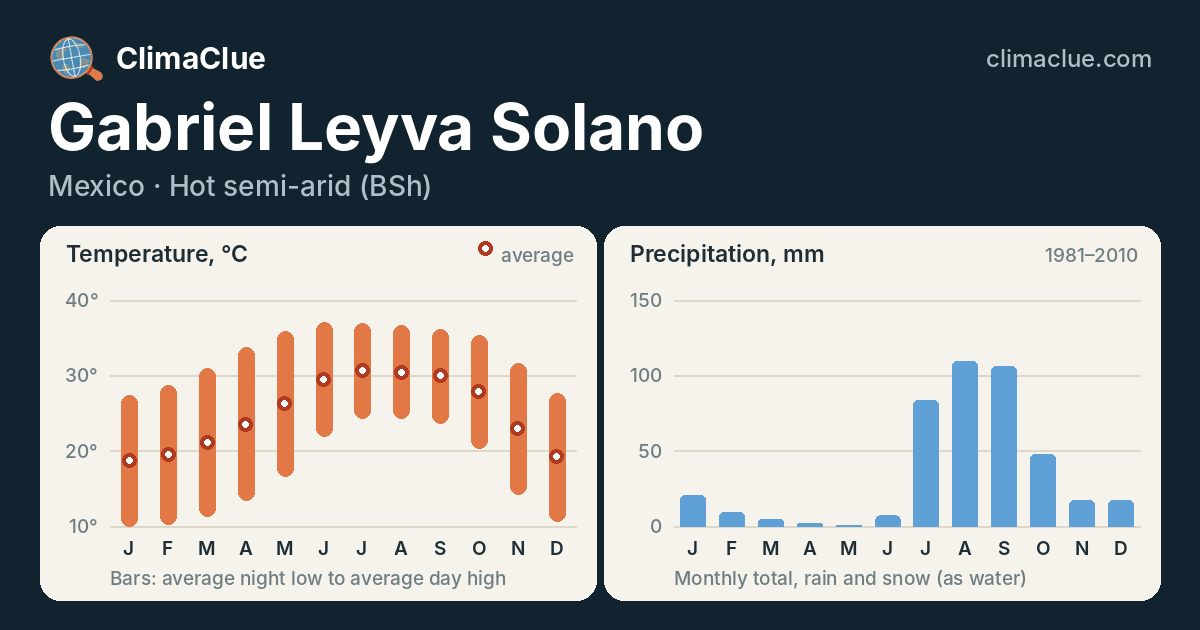 ClimaClue
climaclue.com
Gabriel Leyva Solano
Mexico · Hot semi-arid (BSh)
Temperature, °C
average
40°
30°
20°
10°
J F M A M J J A S O N D
Bars: average night low to average day high
Precipitation, mm
1981–2010
150
100
50
0
J F M A M J J A S O N D
Monthly total, rain and snow (as water)